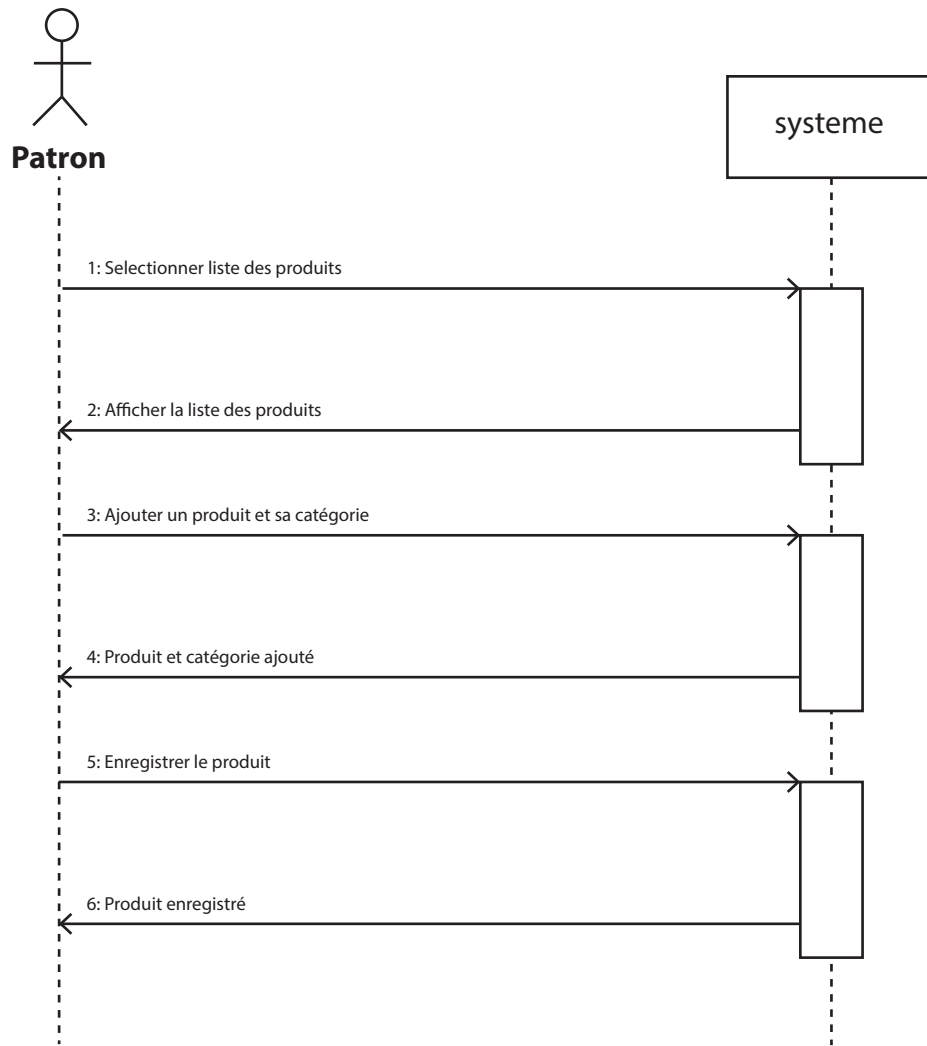 Patron
systeme
1: Selectionner liste des produits
2: Afficher la liste des produits
3: Ajouter un produit et sa catégorie
4: Produit et catégorie ajouté
5: Enregistrer le produit
6: Produit enregistré